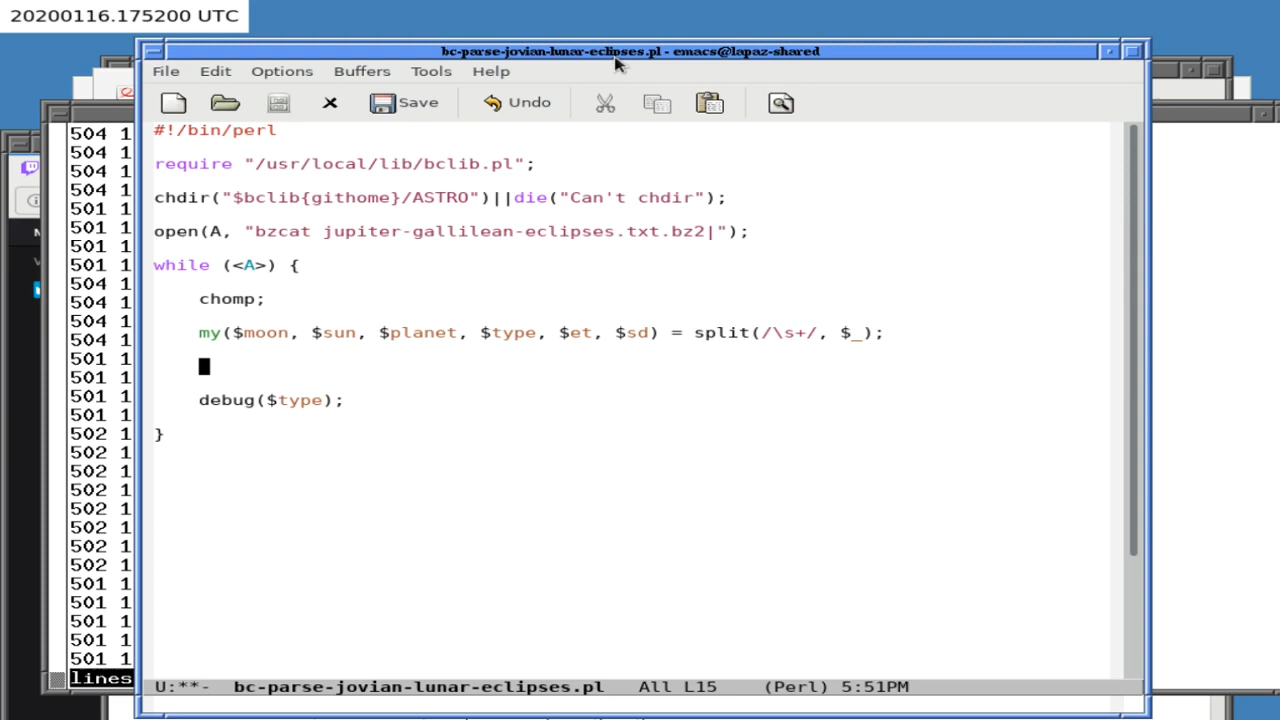 20200116.175200 UTC
bc-parse-jovian-lunar-eclipses.pl - emacs@lapaz-shared
File Edit Options Buffers Tools Help
Save Undo
#!/bin/perl
require "/usr/local/lib/bclib.pl";
chdir("$bclib{githome}/ASTRO")||die("Can't chdir");
open(A, "bzcat jupiter-gallilean-eclipses.txt.bz2|");
while (<A>) {
chomp;
my($moon, $sun, $planet, $type, $et, $sd) = split(/\s+/, $_);
debug($type);
}
U:**- bc-parse-jovian-lunar-eclipses.pl All L15 (Perl) 5:51PM
504 1
504 1
504 1
504 1
501 1
501 1
501 1
501 1
504 1
504 1
504 1
504 1
501 1
501 1
501 1
501 1
502 1
502 1
502 1
502 1
502 1
502 1
502 1
502 1
501 1
501 1
501 1
501 1
501 1
lines